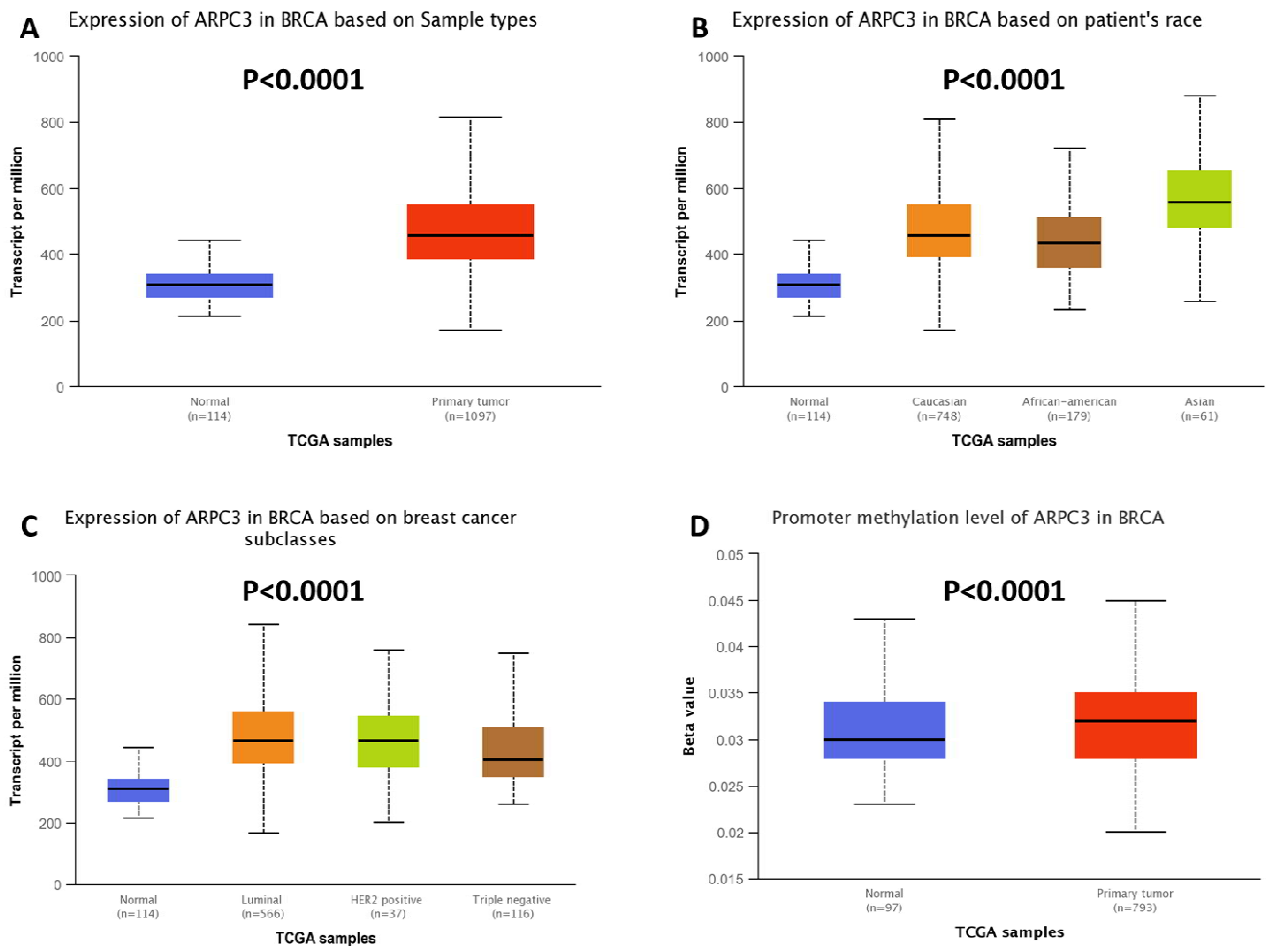 A
Expression of ARPC3 in BRCA based on Sample types
P<0.0001
1000
800
600
400
200
0
Transcript per million
Normal
(n=114)
Primary tumor
(n=1097)
TCGA samples
B
Expression of ARPC3 in BRCA based on patient's race
P<0.0001
1000
800
600
400
200
0
Transcript per million
Normal
(n=114)
Caucasian
(n=748)
African-american
(n=179)
Asian
(n=61)
TCGA samples
C
Expression of ARPC3 in BRCA based on breast cancer
subclasses
P<0.0001
1000
800
600
400
200
0
Transcript per million
Normal
(n=114)
Luminal
(n=566)
HER2 positive
(n=37)
Triple negative
(n=116)
TCGA samples
D
Promoter methylation level of ARPC3 in BRCA
P<0.0001
0.05
0.045
0.04
0.035
0.03
0.025
0.02
0.015
Beta value
Normal
(n=97)
Primary tumor
(n=793)
TCGA samples